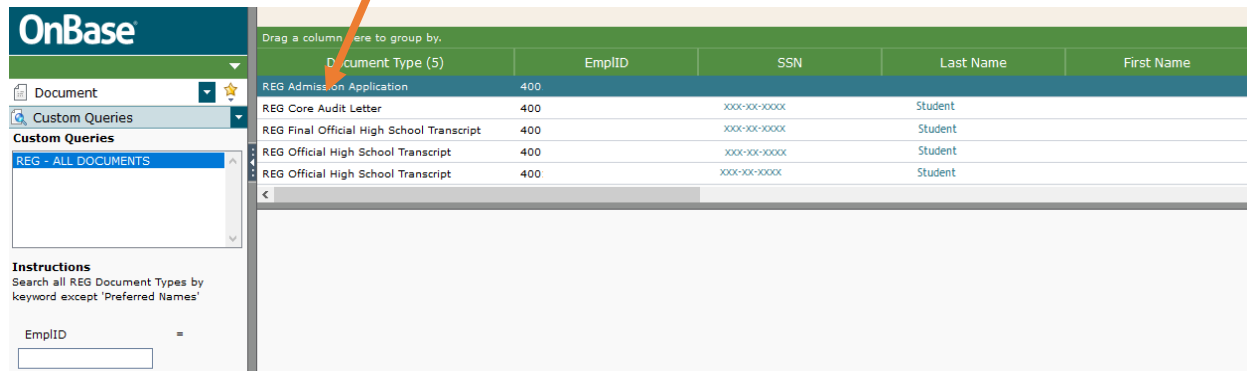 OnBase
Document
Custom Queries
Custom Queries
REG - ALL DOCUMENTS
Instructions
Search all REG Document Types by
keyword except 'Preferred Names'
EmplID =
Drag a column here to group by.
Document Type (5) EmplID SSN Last Name First Name
REG Admission Application 400
REG Core Audit Letter 400 xxx-xx-xxxx Student
REG Final Official High School Transcript 400 xxx-xx-xxxx Student
REG Official High School Transcript 400 xxx-xx-xxxx Student
REG Official High School Transcript 400 xxx-xx-xxxx Student